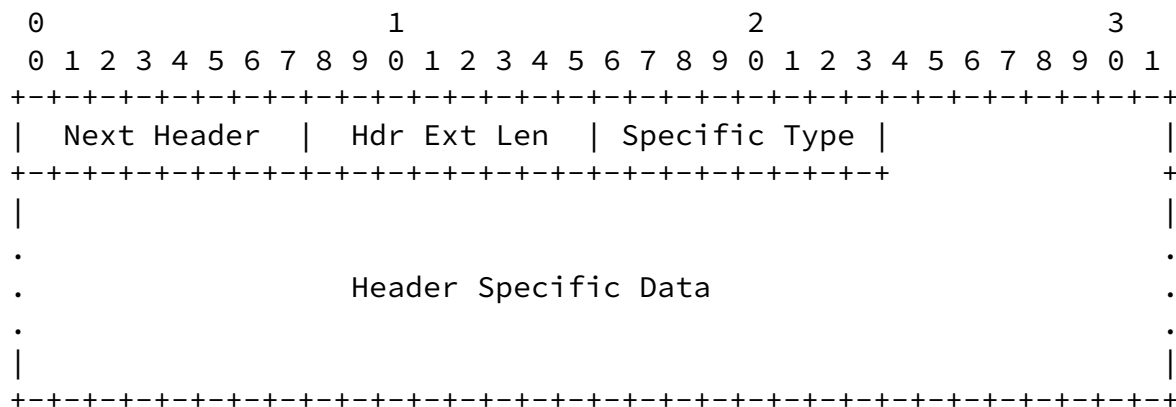 0                   1                   2                   3
 0 1 2 3 4 5 6 7 8 9 0 1 2 3 4 5 6 7 8 9 0 1 2 3 4 5 6 7 8 9 0 1
+-+-+-+-+-+-+-+-+-+-+-+-+-+-+-+-+-+-+-+-+-+-+-+-+-+-+-+-+-+-+-+-+
|  Next Header  |  Hdr Ext Len  | Specific Type |               |
+-+-+-+-+-+-+-+-+-+-+-+-+-+-+-+-+-+-+-+-+-+-+-+-+               +
|                                                               |
.                                                               .
.                  Header Specific Data                         .
.                                                               .
|                                                               |
+-+-+-+-+-+-+-+-+-+-+-+-+-+-+-+-+-+-+-+-+-+-+-+-+-+-+-+-+-+-+-+-+